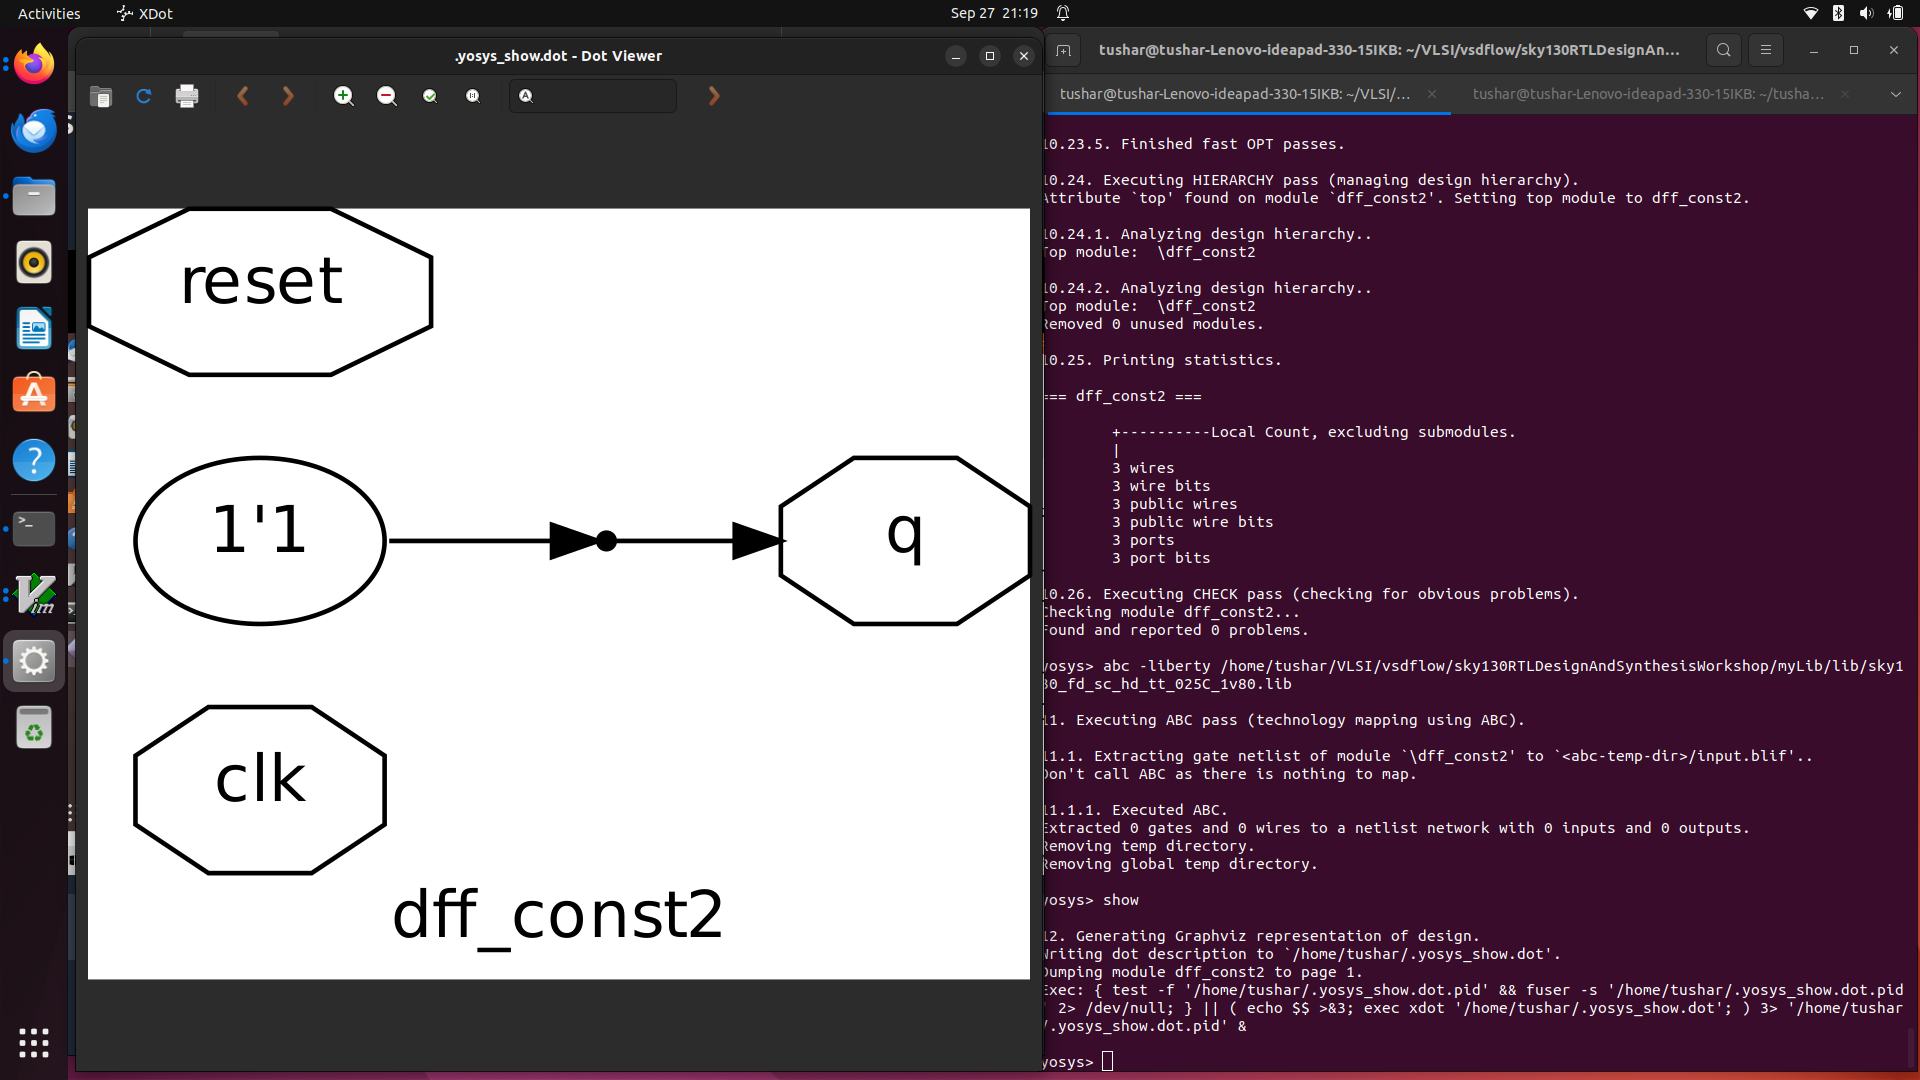 Activities
XDot
Sep 27 21:19
.yosys_show.dot - Dot Viewer
reset
1'1
q
clk
dff_const2
tushar@tushar-Lenovo-ideapad-330-15IKB: ~/VLSI/vsdflow/sky130RTLDesignAn...
tushar@tushar-Lenovo-ideapad-330-15IKB: ~/VLSI/...
tushar@tushar-Lenovo-ideapad-330-15IKB: ~/tusha...
10.23.5. Finished fast OPT passes.
10.24. Executing HIERARCHY pass (managing design hierarchy).
Attribute `top' found on module `dff_const2'. Setting top module to dff_const2.
10.24.1. Analyzing design hierarchy..
Top module:  \dff_const2
10.24.2. Analyzing design hierarchy..
Top module:  \dff_const2
Removed 0 unused modules.
10.25. Printing statistics.
=== dff_const2 ===
+----------Local Count, excluding submodules.
|
3 wires
3 wire bits
3 public wires
3 public wire bits
3 ports
3 port bits
10.26. Executing CHECK pass (checking for obvious problems).
Checking module dff_const2...
Found and reported 0 problems.
yosys> abc -liberty /home/tushar/VLSI/vsdflow/sky130RTLDesignAndSynthesisWorkshop/myLib/lib/sky1
30_fd_sc_hd_tt_025C_1v80.lib
11. Executing ABC pass (technology mapping using ABC).
11.1. Extracting gate netlist of module `\dff_const2' to `<abc-temp-dir>/input.blif'..
Don't call ABC as there is nothing to map.
11.1.1. Executed ABC.
Extracted 0 gates and 0 wires to a netlist network with 0 inputs and 0 outputs.
Removing temp directory.
Removing global temp directory.
yosys> show
12. Generating Graphviz representation of design.
Writing dot description to `/home/tushar/.yosys_show.dot'.
Dumping module dff_const2 to page 1.
Exec: { test -f '/home/tushar/.yosys_show.dot.pid' && fuser -s '/home/tushar/.yosys_show.dot.pid
' 2> /dev/null; } || ( echo $$ >&3; exec xdot '/home/tushar/.yosys_show.dot'; ) 3> '/home/tushar
/.yosys_show.dot.pid' &
yosys>